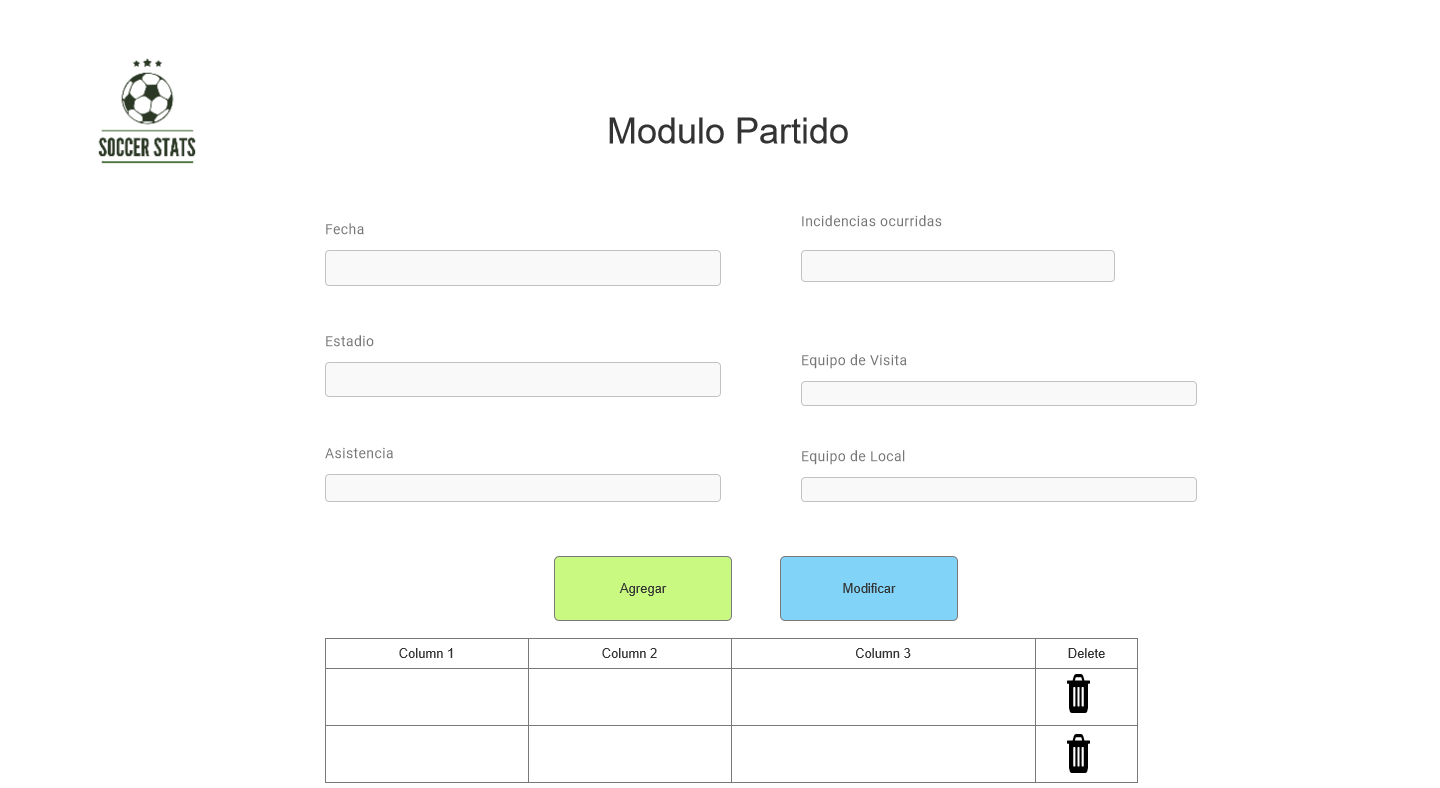 SOCCER STATS
Modulo Partido
Fecha
Incidencias ocurridas
Estadio
Equipo de Visita
Asistencia
Equipo de Local
Agregar
Modificar
Column 1
Column 2
Column 3
Delete